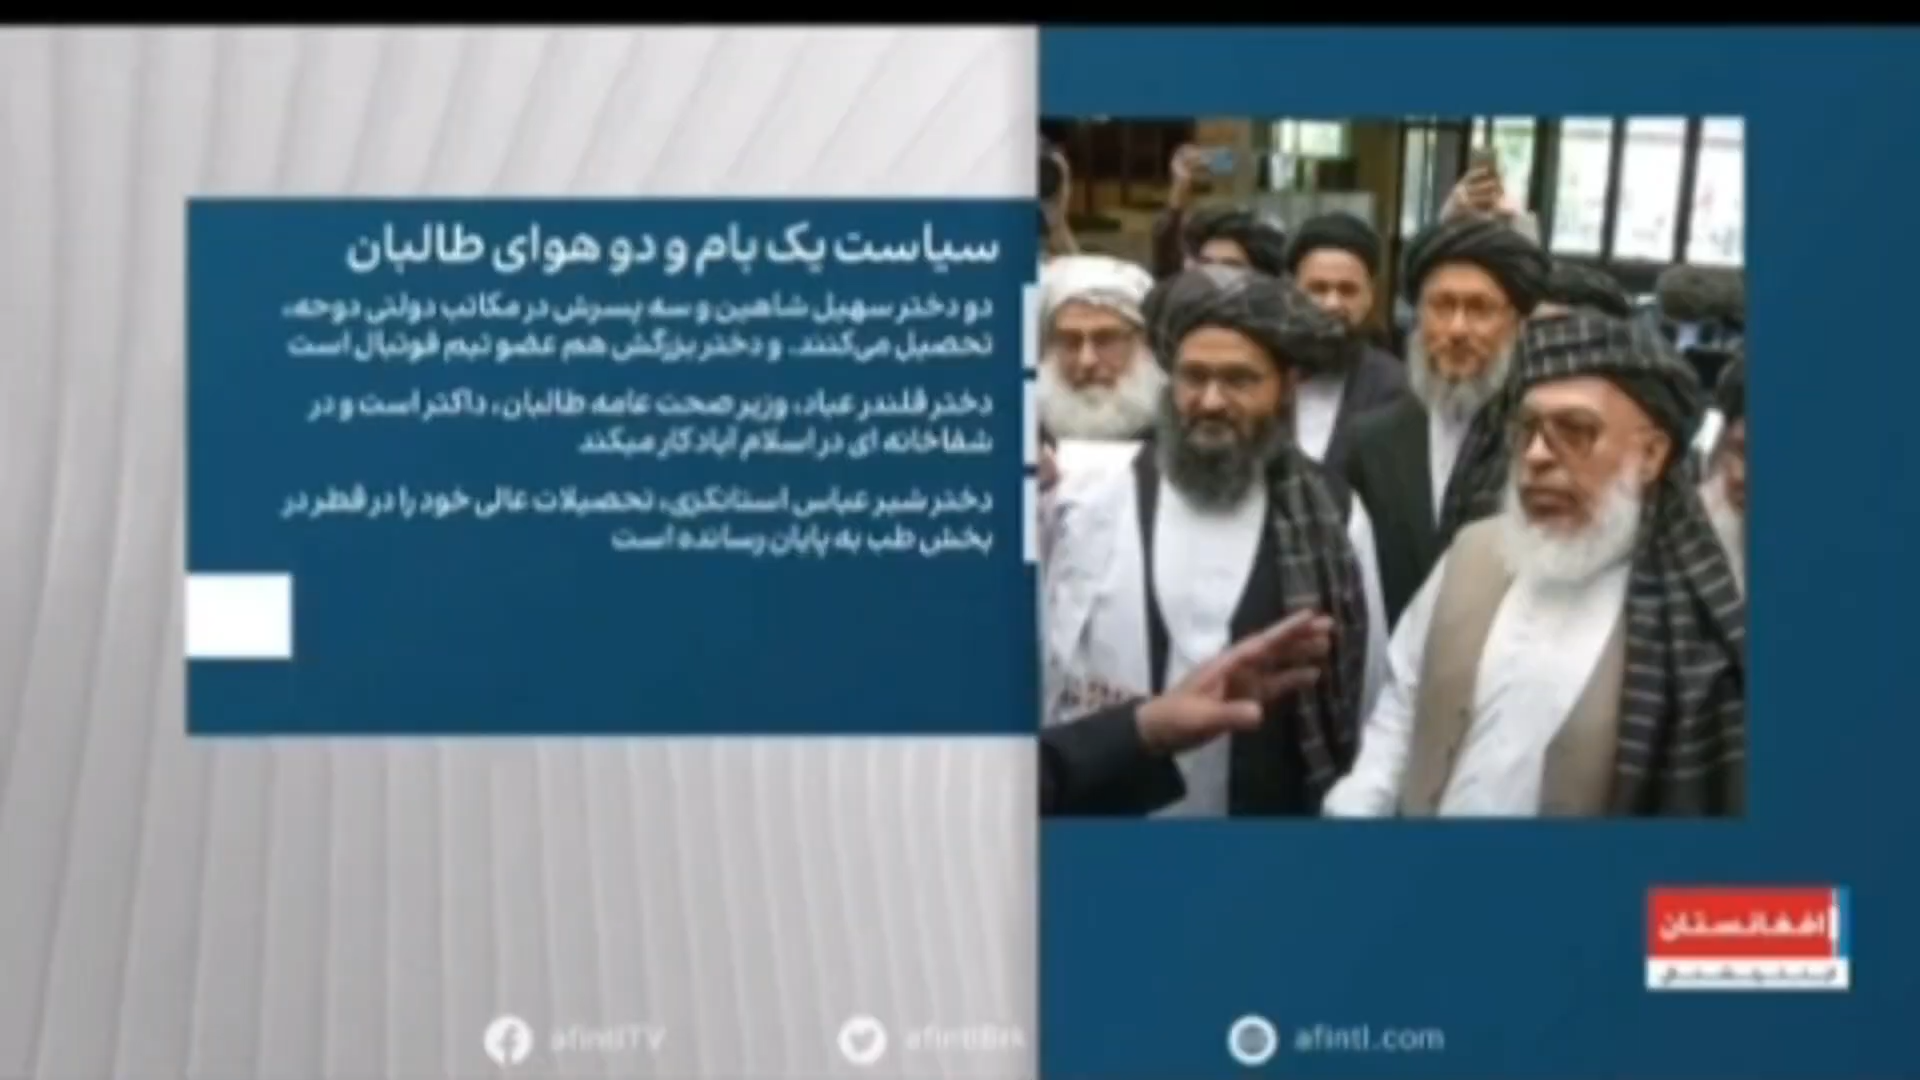 سیاست یک بام و دو هوای طالبان
دو دختر سهیل شاهین و سه پسرش در مکاتب دولتی دوحه،
تحصیل می‌کنند. و دختر بزرگش هم عضو تیم فوتبال است
دختر قلندر عباد، وزیر صحت عامه طالبان، داکتر است و در
شفاخانه ای در اسلام آباد کار میکند
دختر شیر عباس استانکزی، تحصیلات عالی خود را در قطر در
بخش طب به پایان رسانده است
افغانستان
اینترنشنال
afintlTV
afintl.com